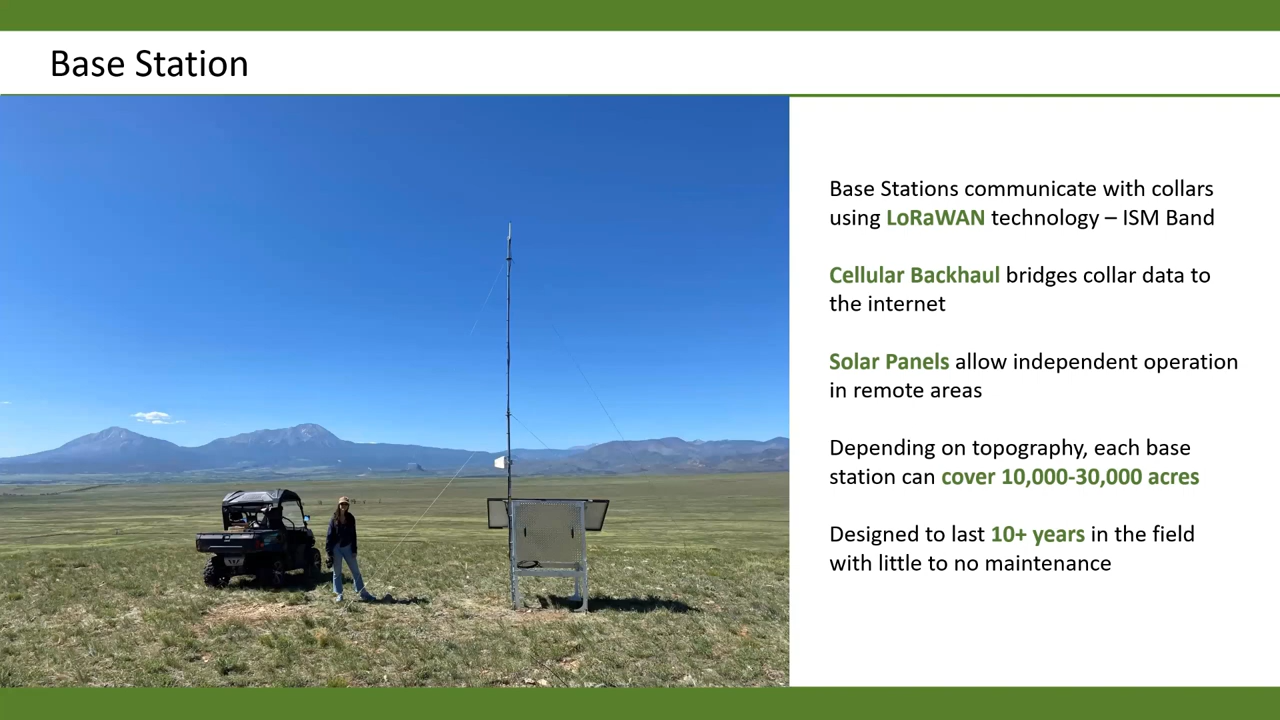 Base Station
Base Stations communicate with collars
using LoRaWAN technology – ISM Band
Cellular Backhaul bridges collar data to
the internet
Solar Panels allow independent operation
in remote areas
Depending on topography, each base
station can cover 10,000-30,000 acres
Designed to last 10+ years in the field
with little to no maintenance